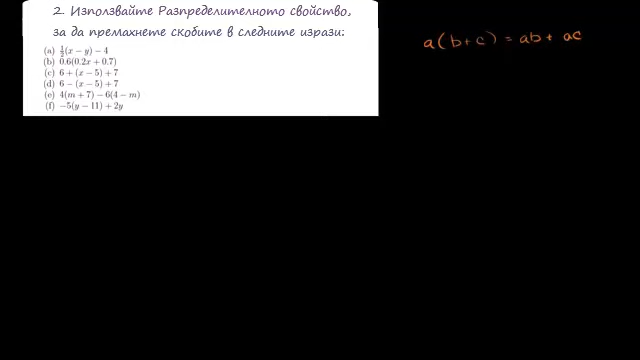 2. Използвайте Разпределителното свойство,
за да премахнете скобите в следните изрази:
(a) ½(x − y) − 4
(b) 0.6(0.2x + 0.7)
(c) 6 + (x − 5) + 7
(d) 6 − (x − 5) + 7
(e) 4(m + 7) − 6(4 − m)
(f) −5(y − 11) + 2y
a(b+c) = ab + ac